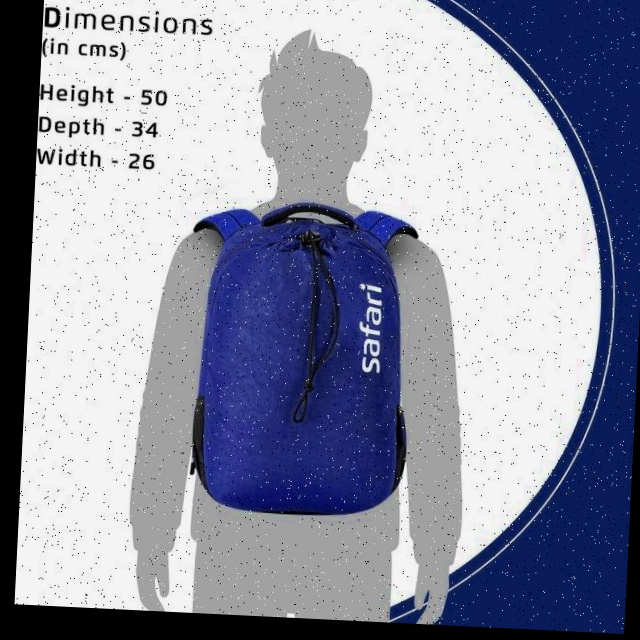 Dimensions
(in cms)
Height - 50
Depth - 34
Width - 26
safari